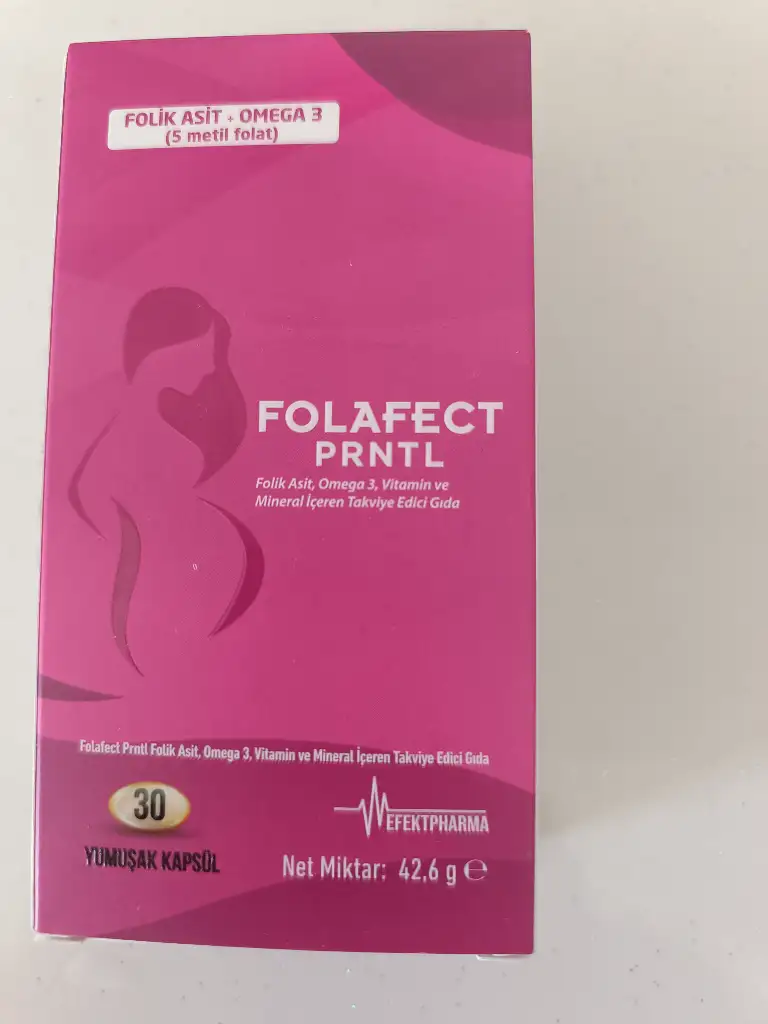 FOLİK ASİT + OMEGA 3
(5 metil folat)
FOLAFECT
PRNTL
Folik Asit, Omega 3, Vitamin ve
Mineral İçeren Takviye Edici Gıda
Folafect Prntl Folik Asit, Omega 3, Vitamin ve Mineral İçeren Takviye Edici Gıda
30
YUMUŞAK KAPSÜL
EFEKTPHARMA
Net Miktar: 42,6 g ℮